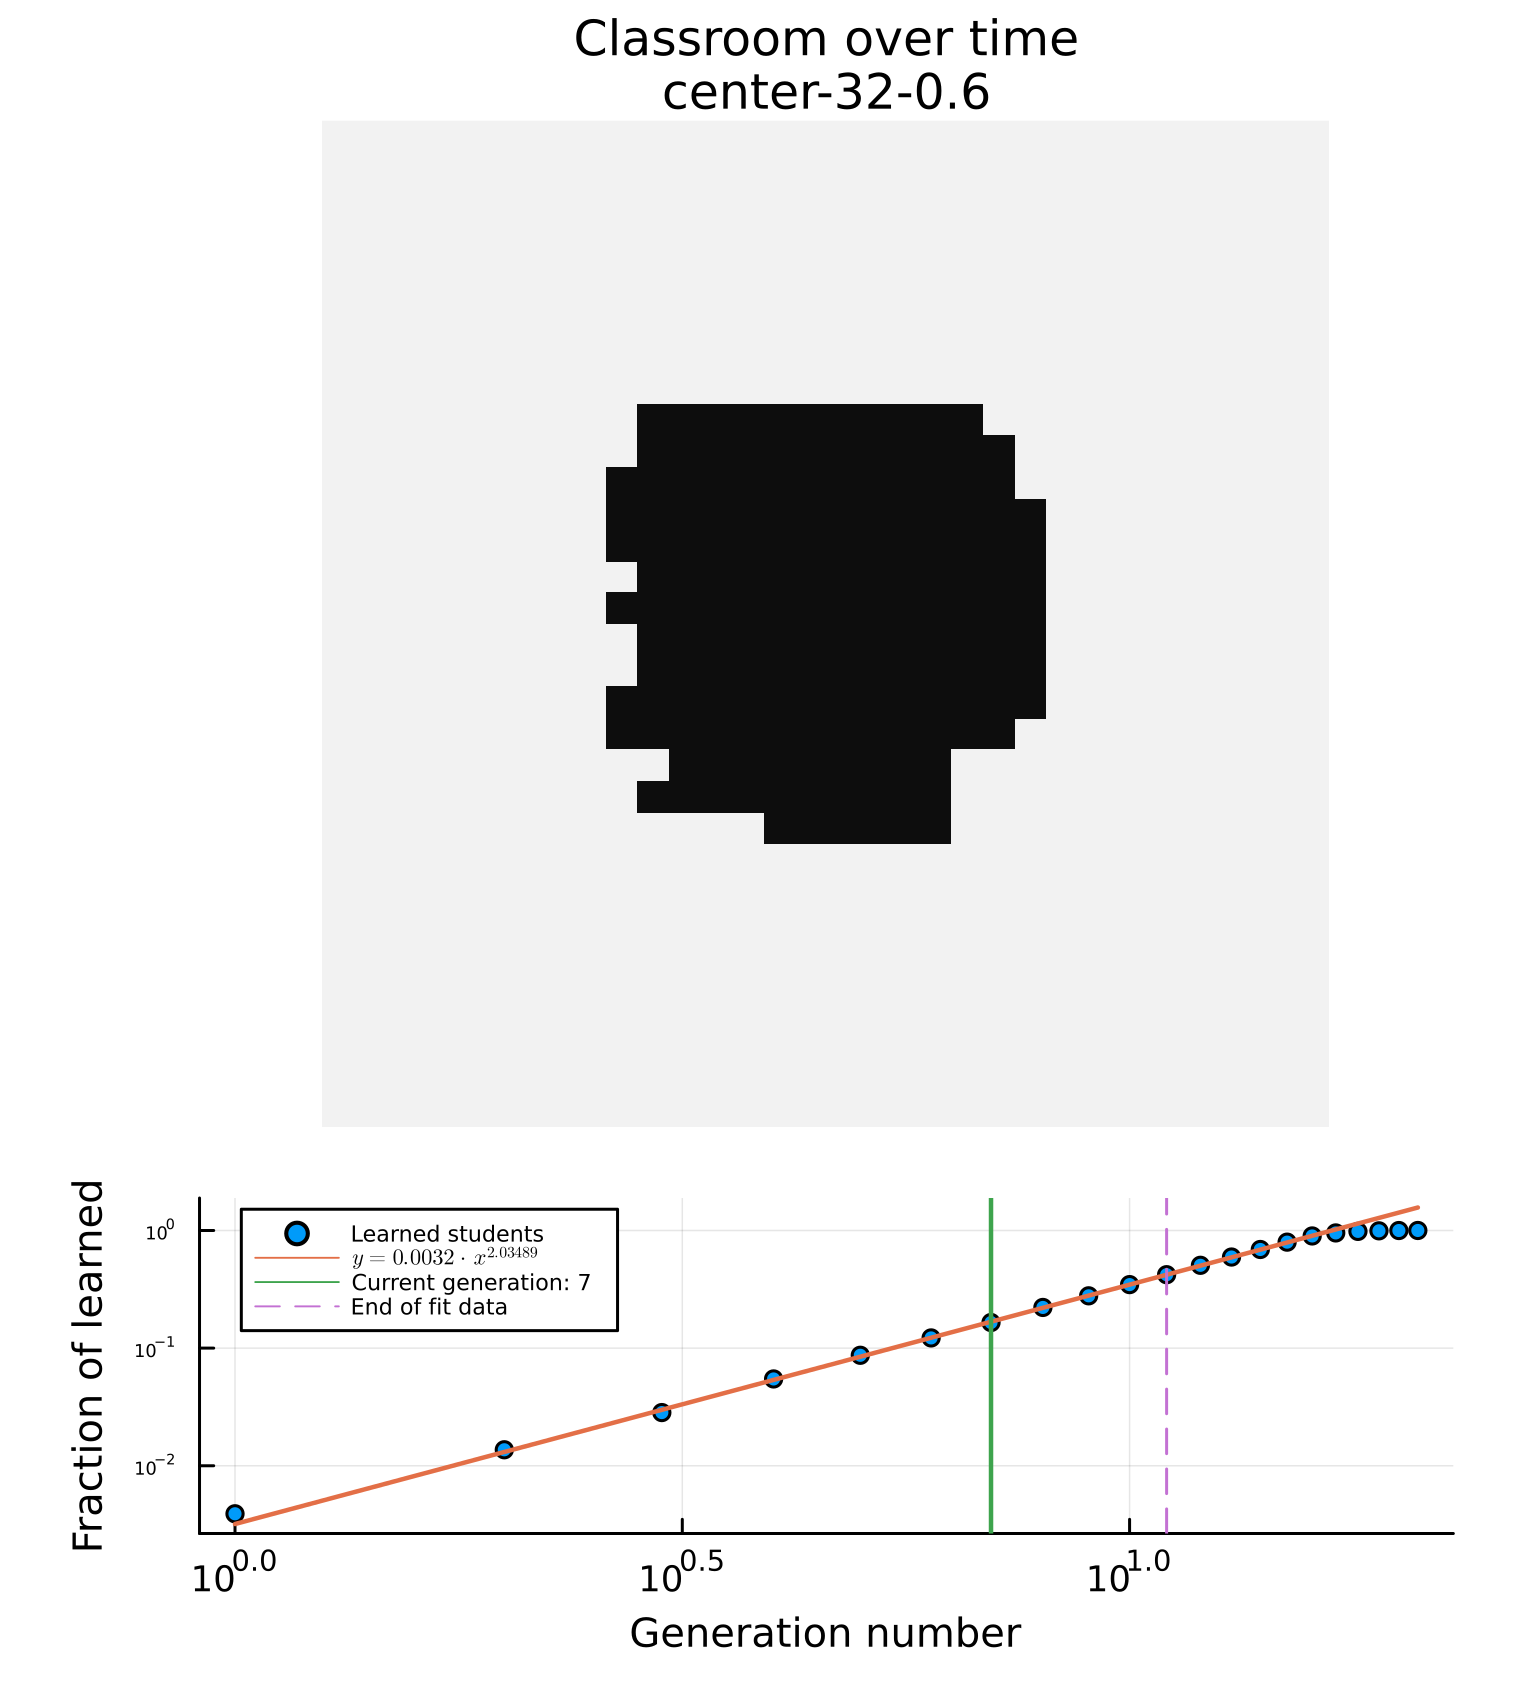 Classroom over time
center-32-0.6
Fraction of learned
10⁰
10⁻¹
10⁻²
Learned students
y = 0.0032 · x^2.03489
Current generation: 7
End of fit data
10^0.0 10^0.5 10^1.0
Generation number